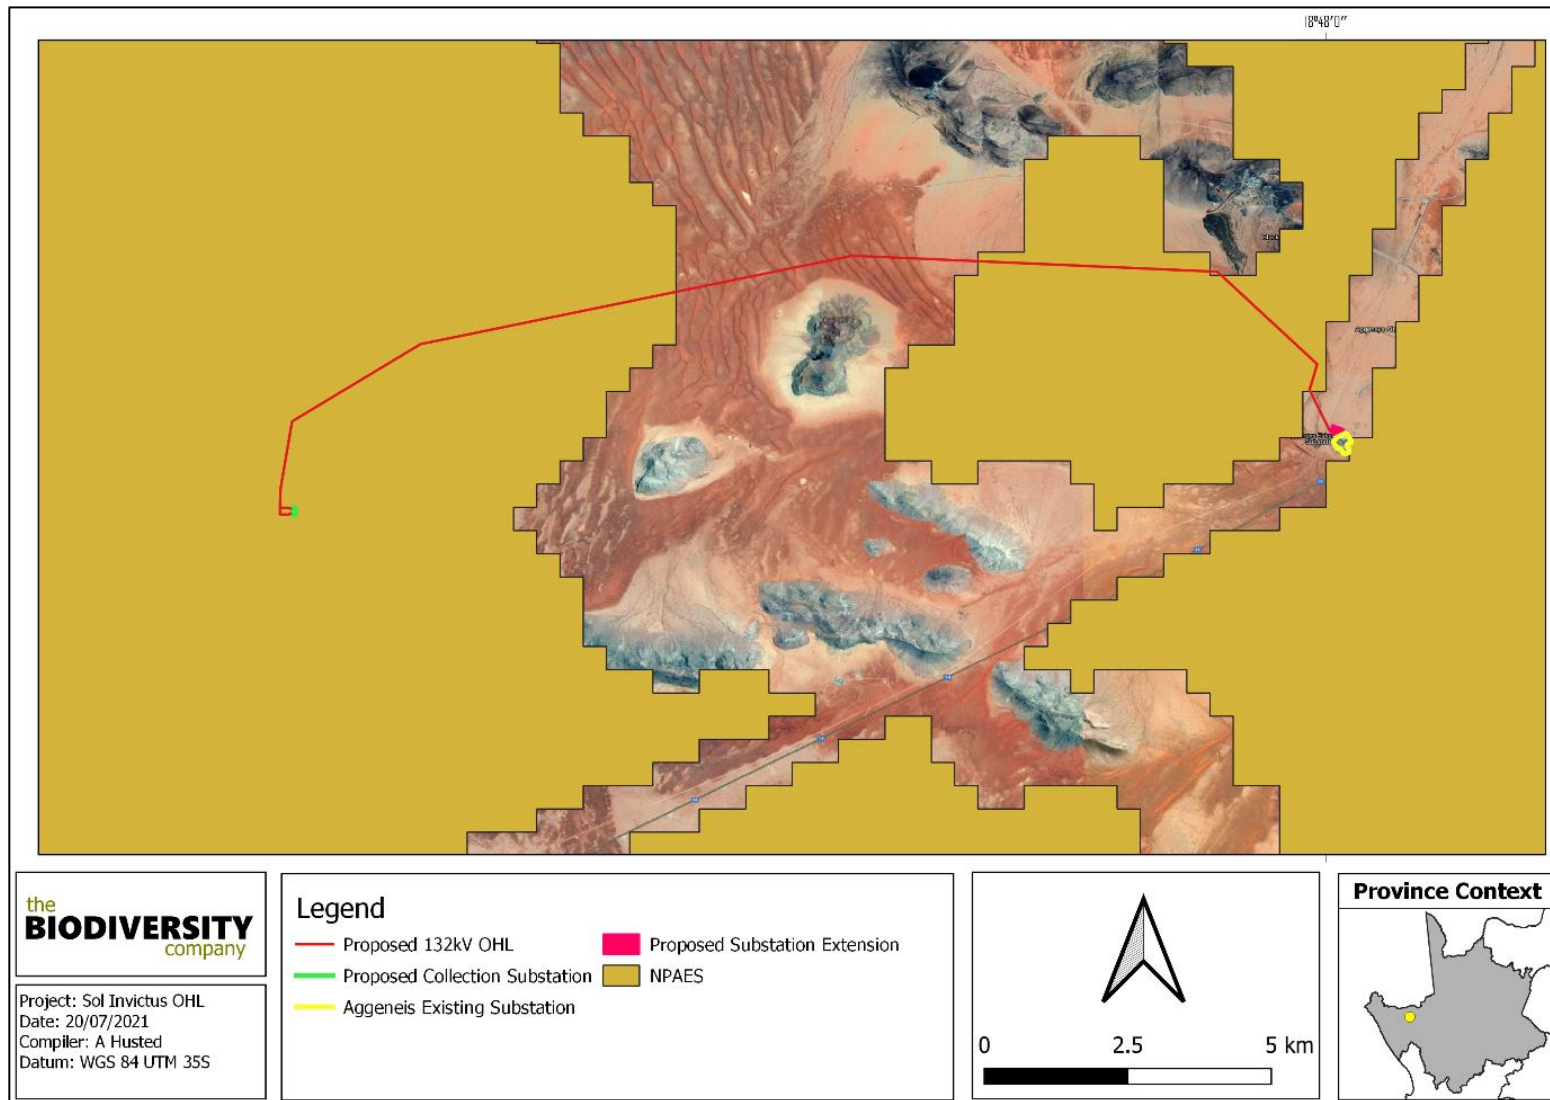 18°48'0"
the
BIODIVERSITY
company
Project: Sol Invictus OHL
Date: 20/07/2021
Compiler: A Husted
Datum: WGS 84 UTM 35S
Legend
Proposed 132kV OHL
Proposed Collection Substation
Aggeneis Existing Substation
Proposed Substation Extension
NPAES
0 2.5 5 km
Province Context